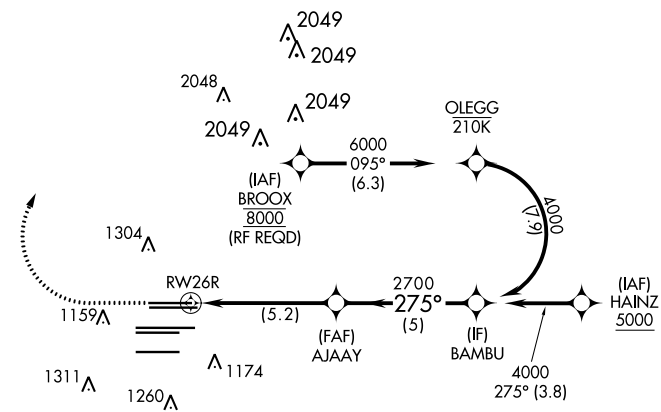 2049
2049
2048
2049
2049
OLEGG
210K
6000
095°
(6.3)
(IAF)
BROOX
8000
(RF REQD)
4000
(7.9)
1304
RW26R
2700
275°
(5)
(IAF)
HAINZ
5000
1159
(5.2)
(FAF)
AJAAY
(IF)
BAMBU
4000
275° (3.8)
1174
1311
1260